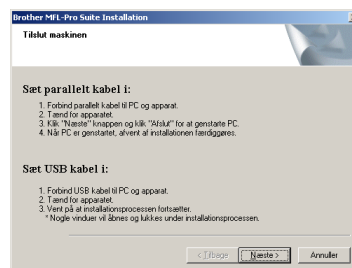 Brother MFL-Pro Suite Installation
Tilslut maskinen
Sæt parallelt kabel i:
1. Forbind parallelt kabel til PC og apparat.
2. Tænd for apparatet.
3. Klik "Næste" knappen og klik "Afslut" for at genstarte PC.
4. Når PC er genstartet, afvent af installationen færdiggøres.
Sæt USB kabel i:
1. Forbind USB kabel til PC og apparat.
2. Tænd for apparatet.
3. Vent på at installationsprocessen fortsætter.
* Nogle vinduer vil åbnes og lukkes under installationsprocessen.
< Tilbage Næste > Annuller